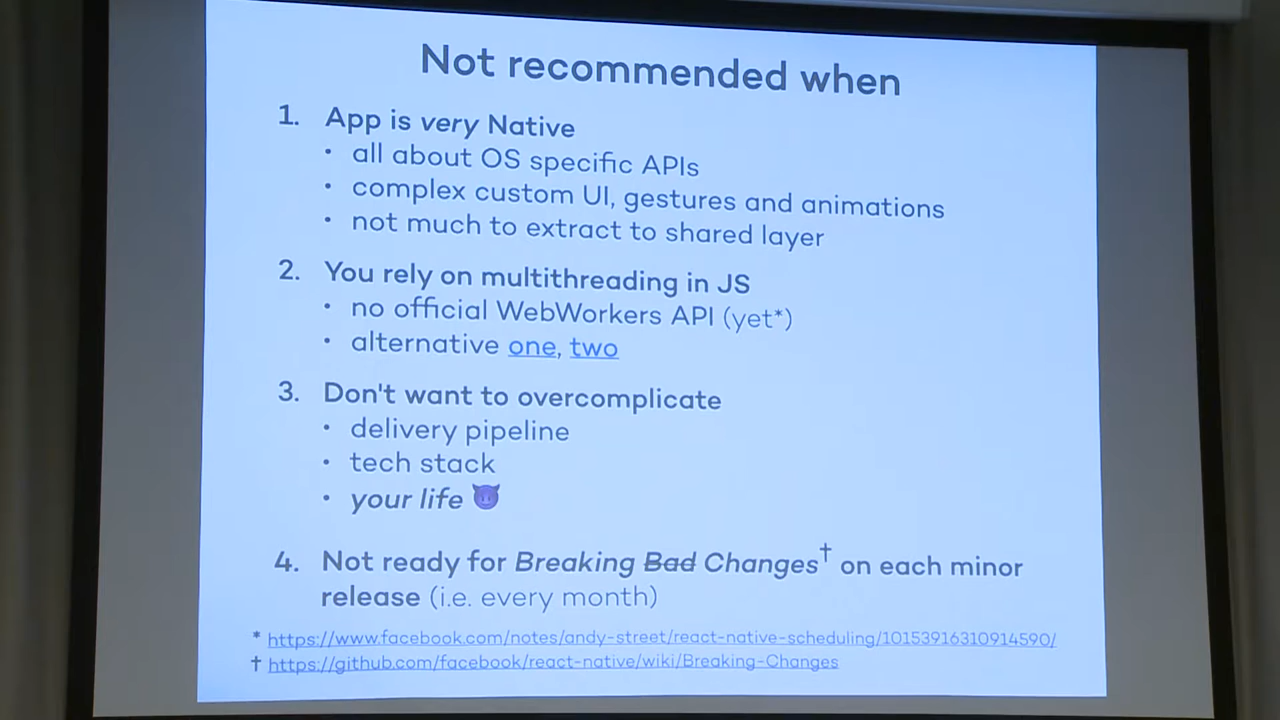 Not recommended when
1. App is very Native
· all about OS specific APIs
· complex custom UI, gestures and animations
· not much to extract to shared layer
2. You rely on multithreading in JS
· no official WebWorkers API (yet*)
· alternative one, two
3. Don't want to overcomplicate
· delivery pipeline
· tech stack
· your life 😈
4. Not ready for Breaking Bad Changes† on each minor
release (i.e. every month)
* https://www.facebook.com/notes/andy-street/react-native-scheduling/10153916310914590/
† https://github.com/facebook/react-native/wiki/Breaking-Changes